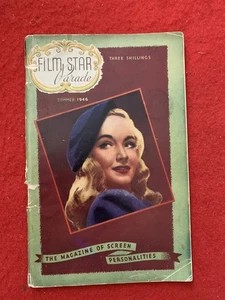 FILM STAR
Parade
THREE SHILLINGS
SUMMER 1949
THE MAGAZINE OF SCREEN
PERSONALITIES